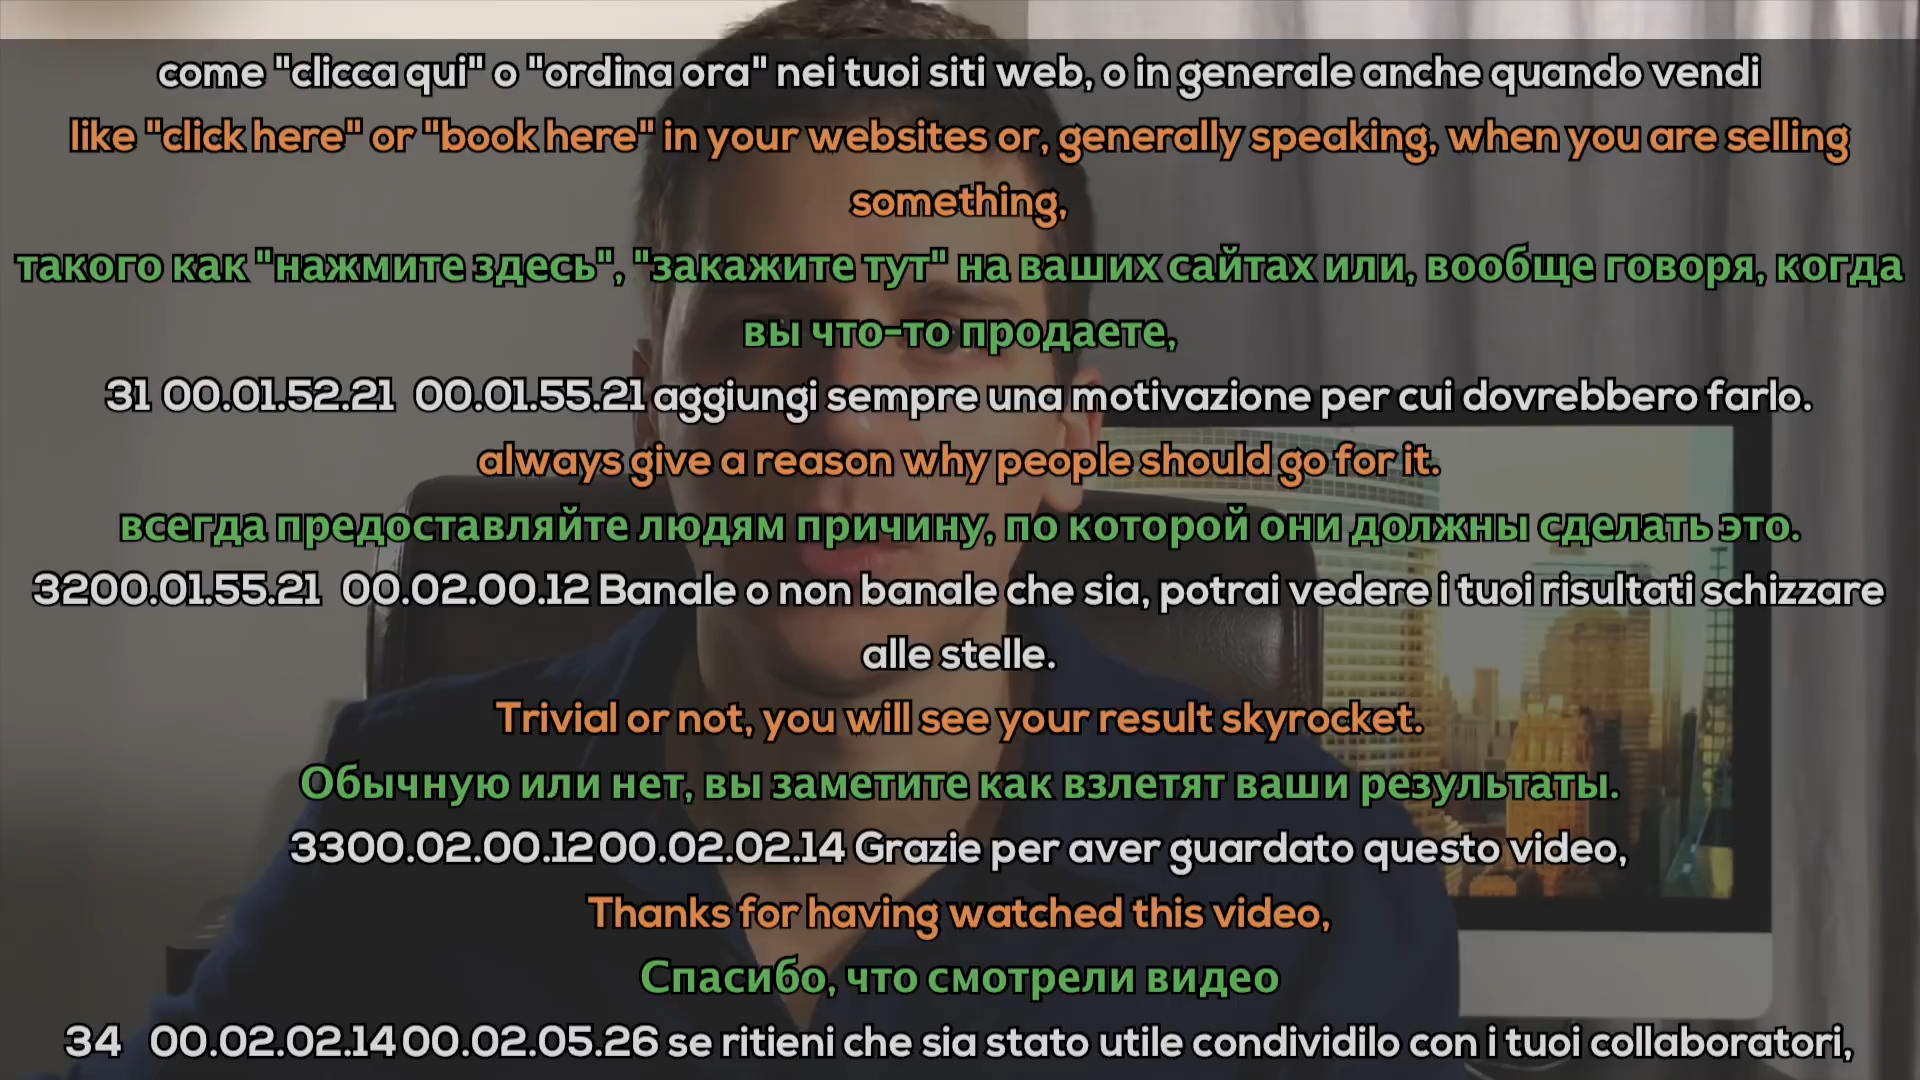 come "clicca qui" o "ordina ora" nei tuoi siti web, o in generale anche quando vendi
like "click here" or "book here" in your websites or, generally speaking, when you are selling
something,
такого как "нажмите здесь", "закажите тут" на ваших сайтах или, вообще говоря, когда
вы что-то продаете,
31 00.01.52.21 00.01.55.21 aggiungi sempre una motivazione per cui dovrebbero farlo.
always give a reason why people should go for it.
всегда предоставляйте людям причину, по которой они должны сделать это.
3200.01.55.21 00.02.00.12 Banale o non banale che sia, potrai vedere i tuoi risultati schizzare
alle stelle.
Trivial or not, you will see your result skyrocket.
Обычную или нет, вы заметите как взлетят ваши результаты.
3300.02.00.12 00.02.02.14 Grazie per aver guardato questo video,
Thanks for having watched this video,
Спасибо, что смотрели видео
34 00.02.02.14 00.02.05.26 se ritieni che sia stato utile condividilo con i tuoi collaboratori,